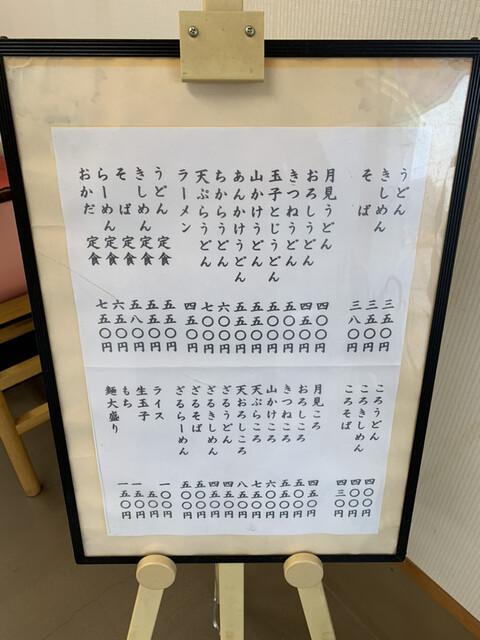 うどん 三五〇円
きしめん 三五〇円
そば 三八〇円
月見うどん 四〇〇円
おろしうどん 四五〇円
きつねうどん 五〇〇円
玉子とじうどん 五〇〇円
山かけうどん 五五〇円
あんかけうどん 五〇〇円
ちからうどん 六〇〇円
天ぷらうどん 七〇〇円
ラーメン 四五〇円
うどん定食 五五〇円
きしめん定食 五五〇円
そば定食 五八〇円
らーめん定食 六五〇円
おかだ定食 七五〇円
ころうどん 四〇〇円
ころきしめん 四〇〇円
ころそば 四三〇円
月見ころ 四五〇円
おろしころ 五〇〇円
きつねころ 五五〇円
山かけころ 六〇〇円
天ぷらころ 七五〇円
天おろしころ 八五〇円
ざるうどん 四五〇円
ざるきしめん 四五〇円
ざるそば 五〇〇円
ざるらーめん 五五〇円
ライス 一〇〇円
生玉子 五〇円
もち 一五〇円
麺大盛り 一五〇円